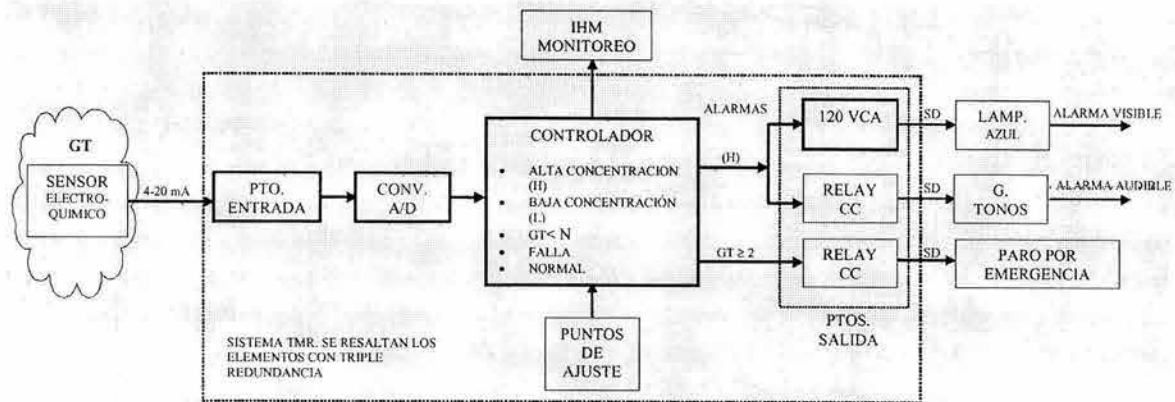 IHM
MONITOREO
GT
SENSOR
ELECTRO-
QUIMICO
4-20 mA
PTO.
ENTRADA
CONV.
A/D
CONTROLADOR
• ALTA CONCENTRACIÓN
(H)
• BAJA CONCENTRACIÓN
(L)
• GT< N
• FALLA
• NORMAL
PUNTOS
DE
AJUSTE
ALARMAS
(H)
GT ≥ 2
120 VCA
RELAY
CC
RELAY
CC
PTOS.
SALIDA
SD
SD
SD
LAMP.
AZUL
G.
TONOS
PARO POR
EMERGENCIA
ALARMA VISIBLE
ALARMA AUDIBLE
SISTEMA TMR. SE RESALTAN LOS
ELEMENTOS CON TRIPLE
REDUNDANCIA